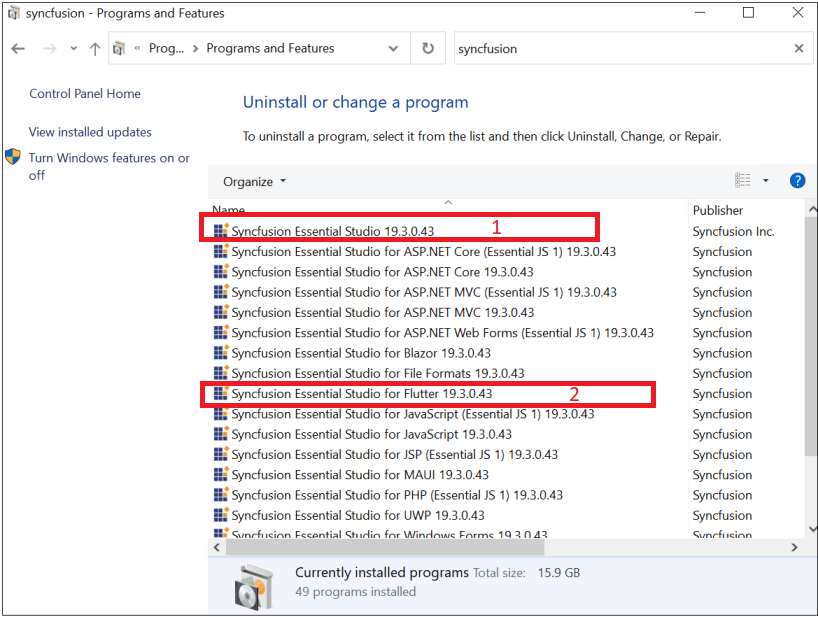 syncfusion - Programs and Features
« Prog... > Programs and Features
syncfusion
Control Panel Home
View installed updates
Turn Windows features on or
off
Uninstall or change a program
To uninstall a program, select it from the list and then click Uninstall, Change, or Repair.
Organize
Name Publisher
Syncfusion Essential Studio 19.3.0.43 1 Syncfusion Inc.
Syncfusion Essential Studio for ASP.NET Core (Essential JS 1) 19.3.0.43 Syncfusion
Syncfusion Essential Studio for ASP.NET Core 19.3.0.43 Syncfusion
Syncfusion Essential Studio for ASP.NET MVC (Essential JS 1) 19.3.0.43 Syncfusion
Syncfusion Essential Studio for ASP.NET MVC 19.3.0.43 Syncfusion
Syncfusion Essential Studio for ASP.NET Web Forms (Essential JS 1) 19.3.0.43 Syncfusion
Syncfusion Essential Studio for Blazor 19.3.0.43 Syncfusion
Syncfusion Essential Studio for File Formats 19.3.0.43 Syncfusion
Syncfusion Essential Studio for Flutter 19.3.0.43 2 Syncfusion
Syncfusion Essential Studio for JavaScript (Essential JS 1) 19.3.0.43 Syncfusion
Syncfusion Essential Studio for JavaScript 19.3.0.43 Syncfusion
Syncfusion Essential Studio for JSP (Essential JS 1) 19.3.0.43 Syncfusion
Syncfusion Essential Studio for MAUI 19.3.0.43 Syncfusion
Syncfusion Essential Studio for PHP (Essential JS 1) 19.3.0.43 Syncfusion
Syncfusion Essential Studio for UWP 19.3.0.43 Syncfusion
Syncfusion Essential Studio for Windows Forms 19.3.0.43 Syncfusion
Currently installed programs Total size: 15.9 GB
49 programs installed